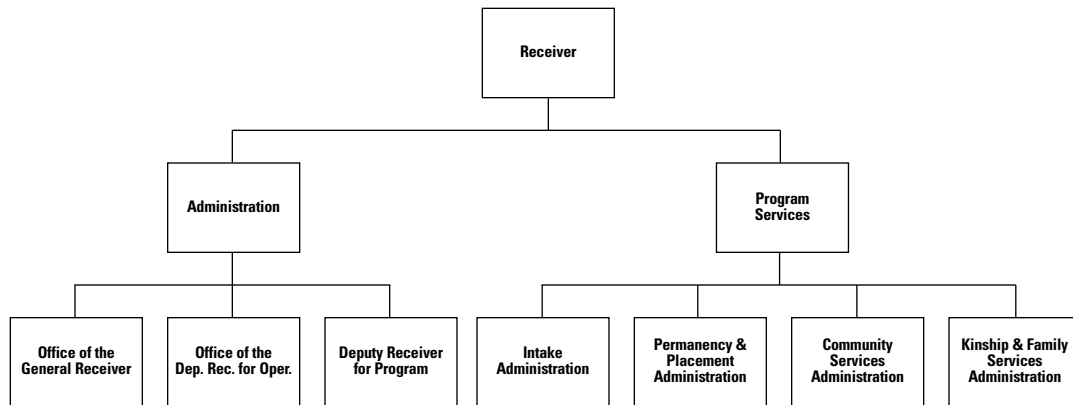 Receiver
Administration
Program
Services
Office of the
General Receiver
Office of the
Dep. Rec. for Oper.
Deputy Receiver
for Program
Intake
Administration
Permanency &
Placement
Administration
Community
Services
Administration
Kinship & Family
Services
Administration